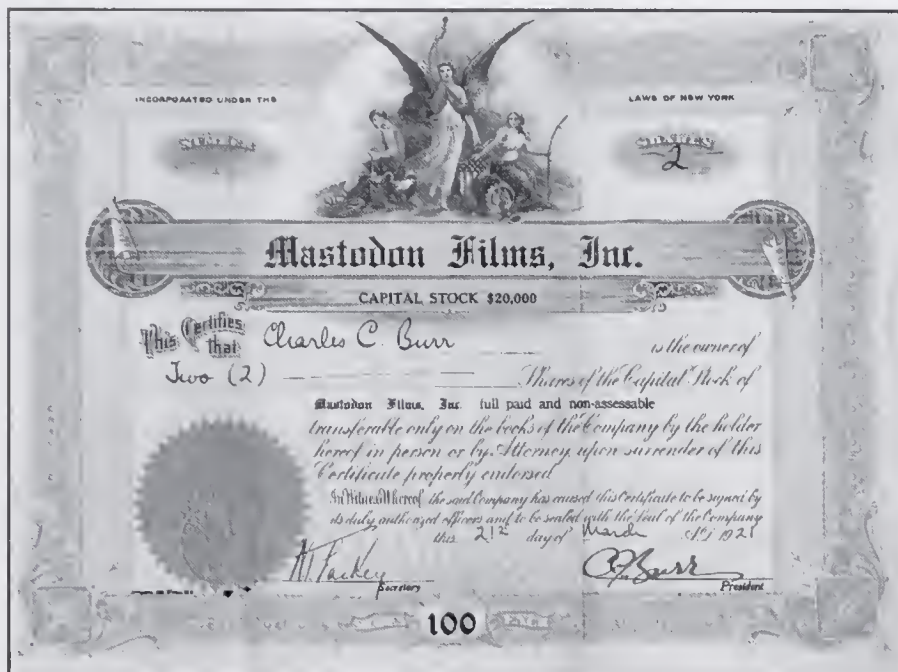 INCORPORATED UNDER THE
LAWS OF NEW YORK
SHARES
2
Mastodon Films, Inc.
CAPITAL STOCK $20,000
This Certifies that Charles C. Burr is the owner of
Two (2) Shares of the Capital Stock of
Mastodon Films, Inc. full paid and non-assessable
transferable only on the books of the Company by the holder
hereof in person or by Attorney upon surrender of this
Certificate properly endorsed
In Witness Whereof the said Company has caused this Certificate to be signed by
its duly authorized officers and to be sealed with the Seal of the Company
this 21st day of March A.D. 1921
Secretary
President
100